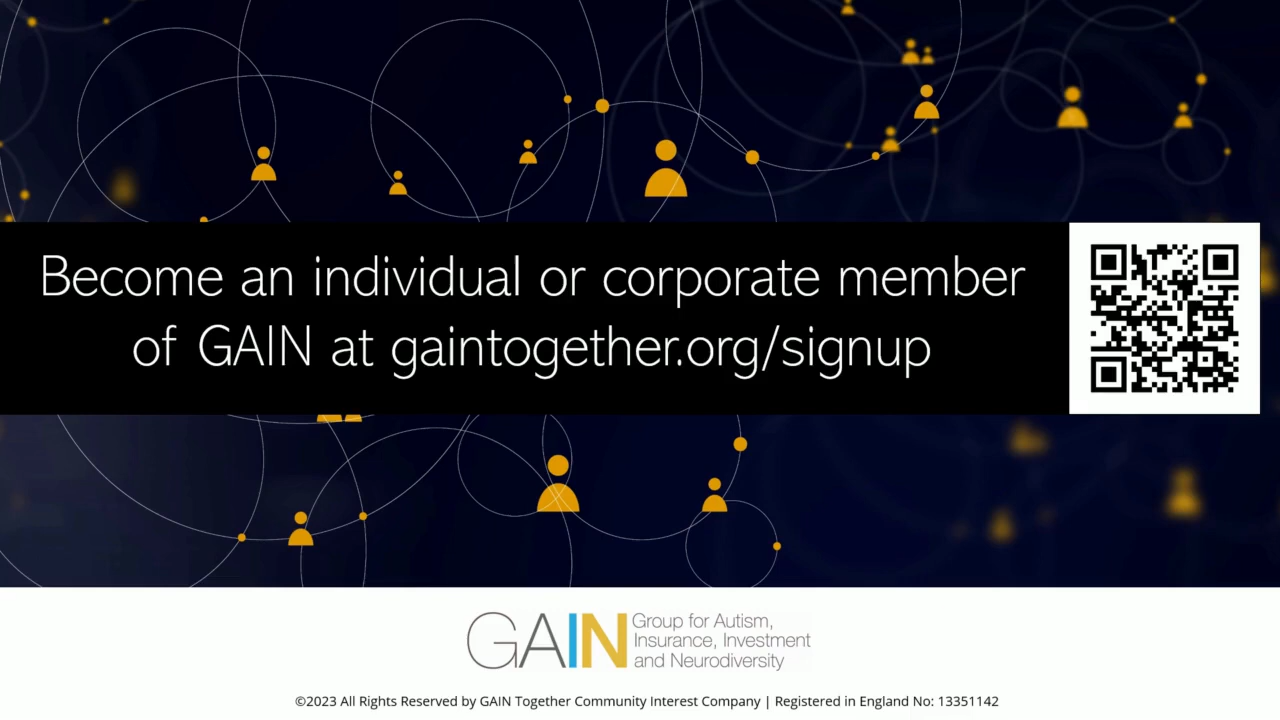 Become an individual or corporate member
of GAIN at gaintogether.org/signup
GAIN
Group for Autism,
Insurance, Investment
and Neurodiversity
©2023 All Rights Reserved by GAIN Together Community Interest Company | Registered in England No: 13351142